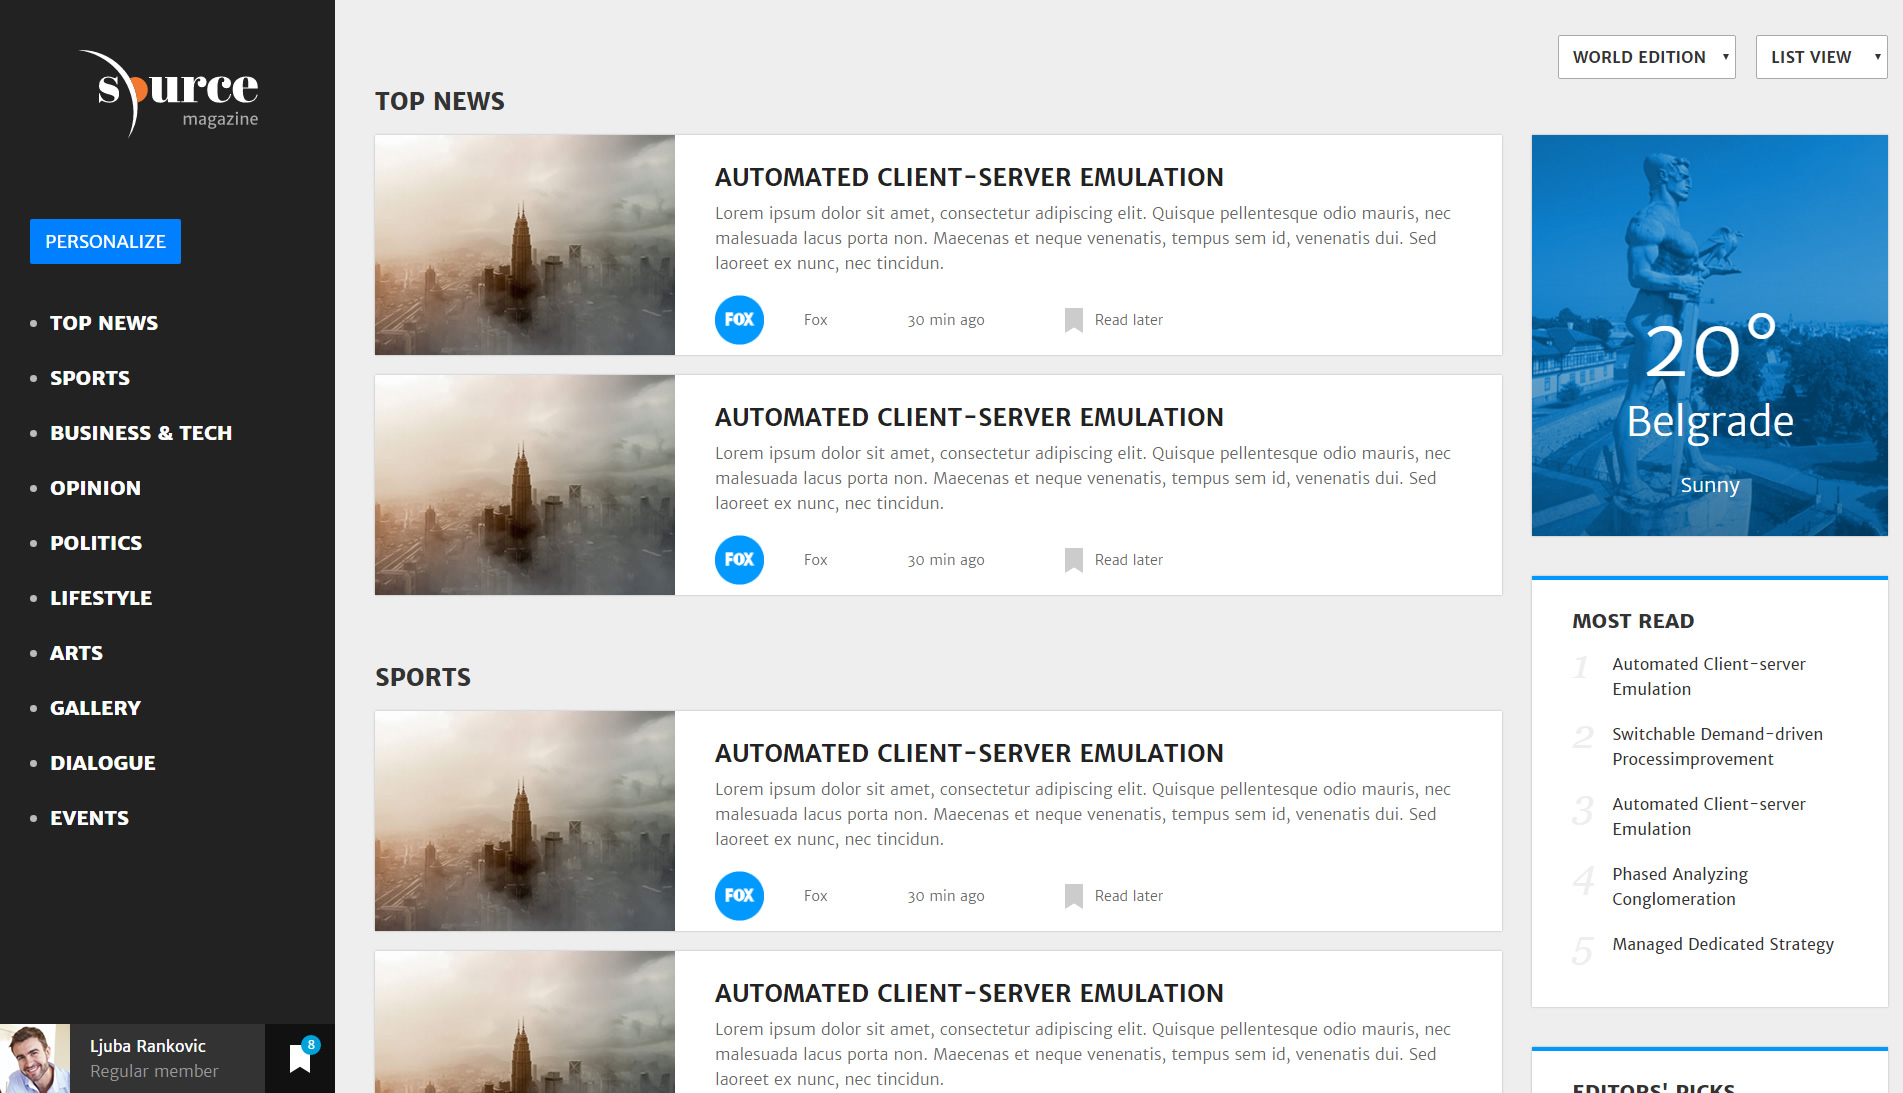 source
magazine
PERSONALIZE
TOP NEWS
SPORTS
BUSINESS & TECH
OPINION
POLITICS
LIFESTYLE
ARTS
GALLERY
DIALOGUE
EVENTS
Ljuba Rankovic
Regular member
8
WORLD EDITION
LIST VIEW
TOP NEWS
AUTOMATED CLIENT-SERVER EMULATION
Lorem ipsum dolor sit amet, consectetur adipiscing elit. Quisque pellentesque odio mauris, nec
malesuada lacus porta non. Maecenas et neque venenatis, tempus sem id, venenatis dui. Sed
laoreet ex nunc, nec tincidun.
FOX Fox 30 min ago Read later
AUTOMATED CLIENT-SERVER EMULATION
Lorem ipsum dolor sit amet, consectetur adipiscing elit. Quisque pellentesque odio mauris, nec
malesuada lacus porta non. Maecenas et neque venenatis, tempus sem id, venenatis dui. Sed
laoreet ex nunc, nec tincidun.
FOX Fox 30 min ago Read later
SPORTS
AUTOMATED CLIENT-SERVER EMULATION
Lorem ipsum dolor sit amet, consectetur adipiscing elit. Quisque pellentesque odio mauris, nec
malesuada lacus porta non. Maecenas et neque venenatis, tempus sem id, venenatis dui. Sed
laoreet ex nunc, nec tincidun.
FOX Fox 30 min ago Read later
AUTOMATED CLIENT-SERVER EMULATION
Lorem ipsum dolor sit amet, consectetur adipiscing elit. Quisque pellentesque odio mauris, nec
malesuada lacus porta non. Maecenas et neque venenatis, tempus sem id, venenatis dui. Sed
laoreet ex nunc, nec tincidun.
20°
Belgrade
Sunny
MOST READ
1 Automated Client-server
Emulation
2 Switchable Demand-driven
Processimprovement
3 Automated Client-server
Emulation
4 Phased Analyzing
Conglomeration
5 Managed Dedicated Strategy
EDITORS' PICKS